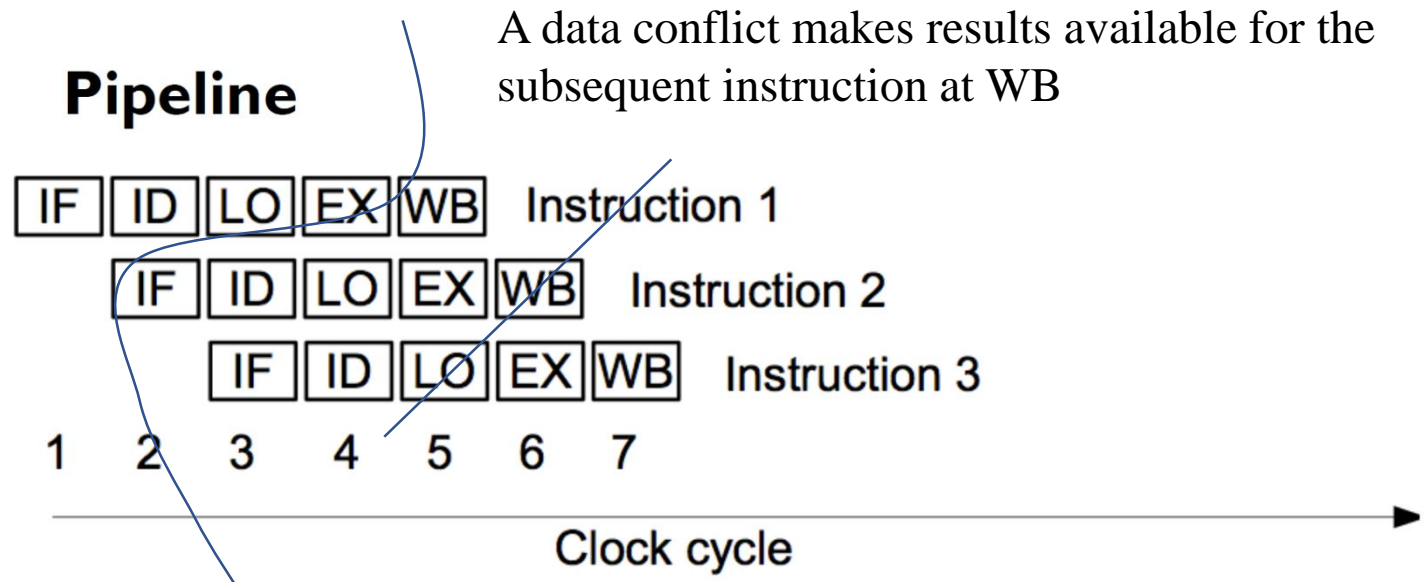 A data conflict makes results available for the
subsequent instruction at WB
Pipeline
IF ID LO EX WB Instruction 1
IF ID LO EX WB Instruction 2
IF ID LO EX WB Instruction 3
1 2 3 4 5 6 7
Clock cycle